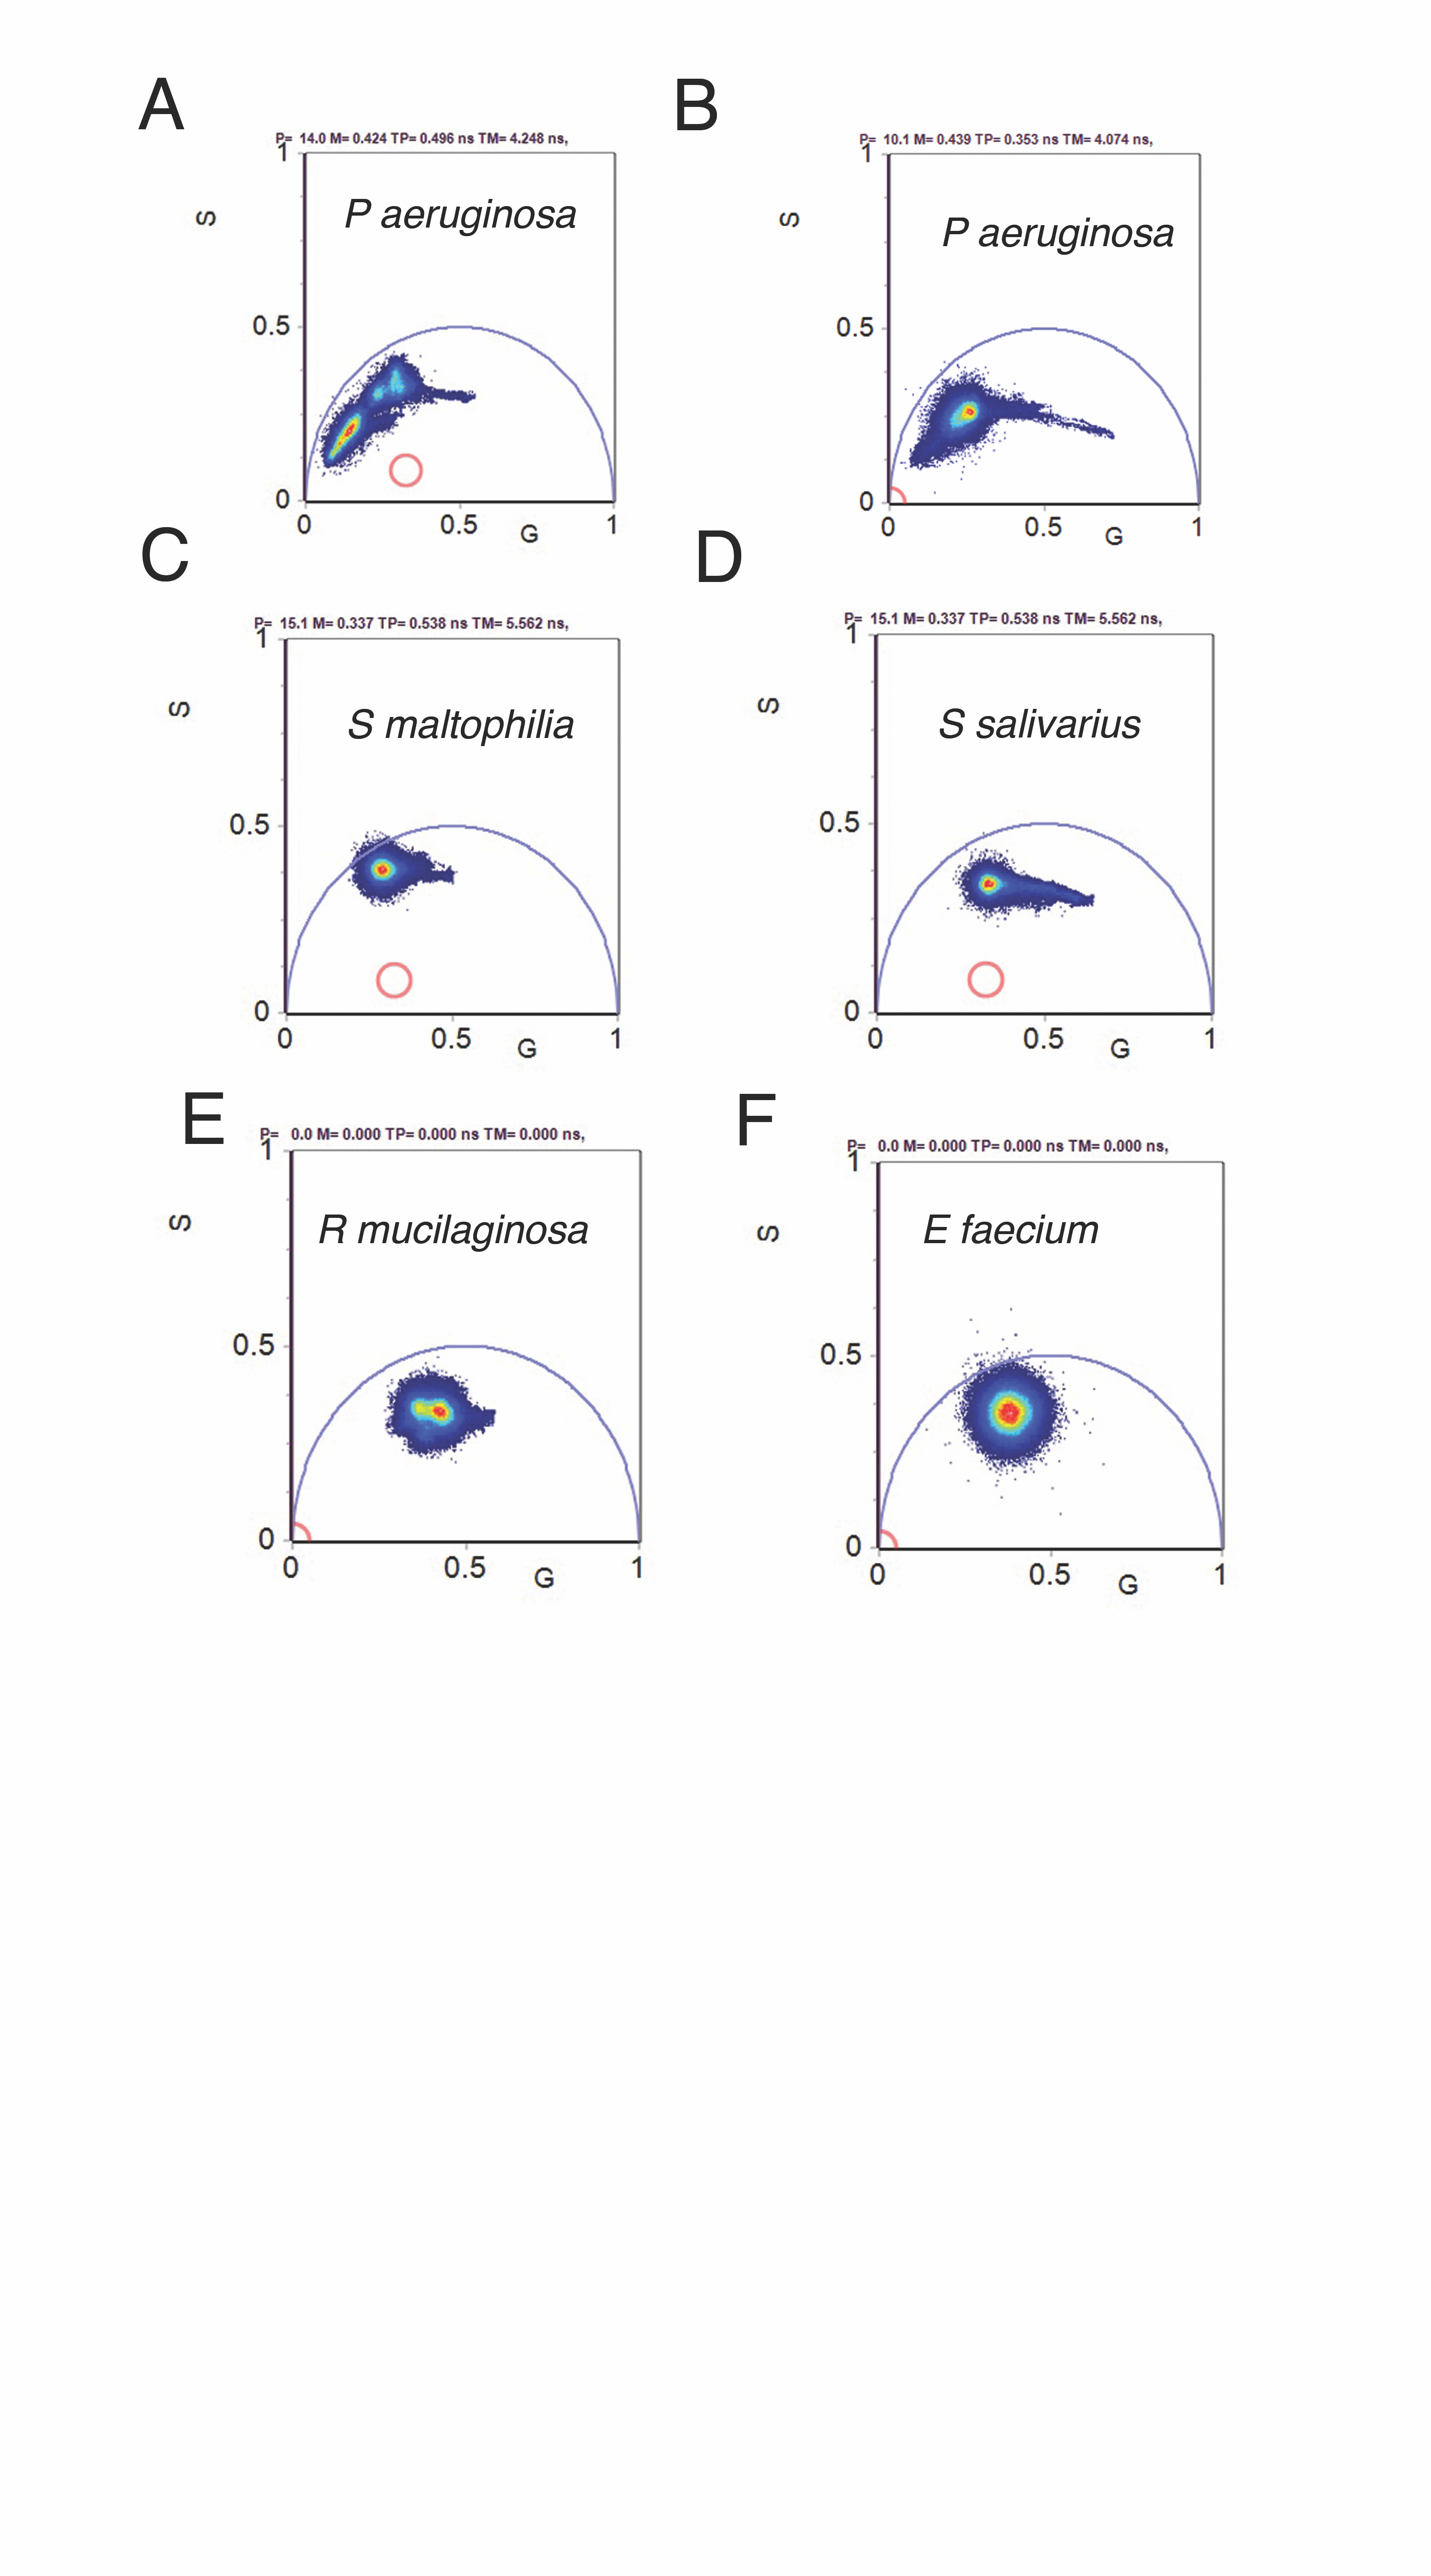 A
B
P= 14.0 M= 0.424 TP= 0.496 ns TM= 4.248 ns,
P= 10.1 M= 0.439 TP= 0.353 ns TM= 4.074 ns,
1
1
S
P aeruginosa
S
P aeruginosa
0.5
0.5
0
0
0
0.5
G
1
0
0.5
G
1
C
D
P= 15.1 M= 0.337 TP= 0.538 ns TM= 5.562 ns,
P= 15.1 M= 0.337 TP= 0.538 ns TM= 5.562 ns,
1
1
S
S maltophilia
S
S salivarius
0.5
0.5
0
0
0
0.5
G
1
0
0.5
G
1
E
F
P= 0.0 M= 0.000 TP= 0.000 ns TM= 0.000 ns,
P= 0.0 M= 0.000 TP= 0.000 ns TM= 0.000 ns,
1
1
S
R mucilaginosa
S
E faecium
0.5
0.5
0
0
0
0.5
G
1
0
0.5
G
1